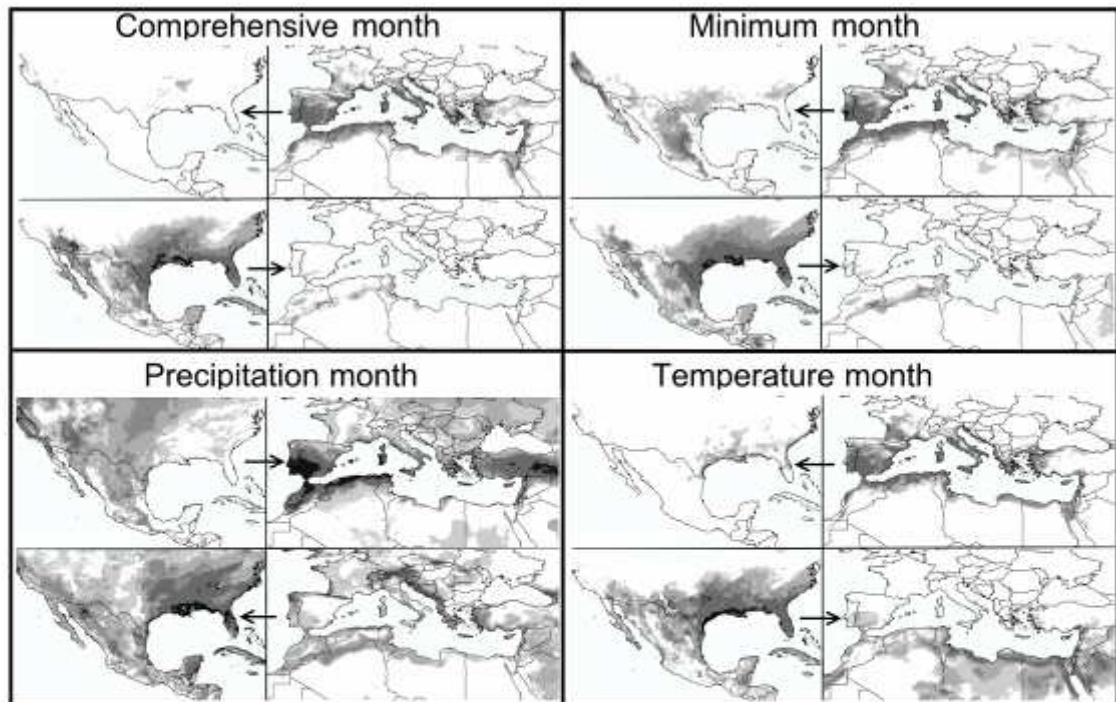 Comprehensive month
Minimum month
Precipitation month
Temperature month